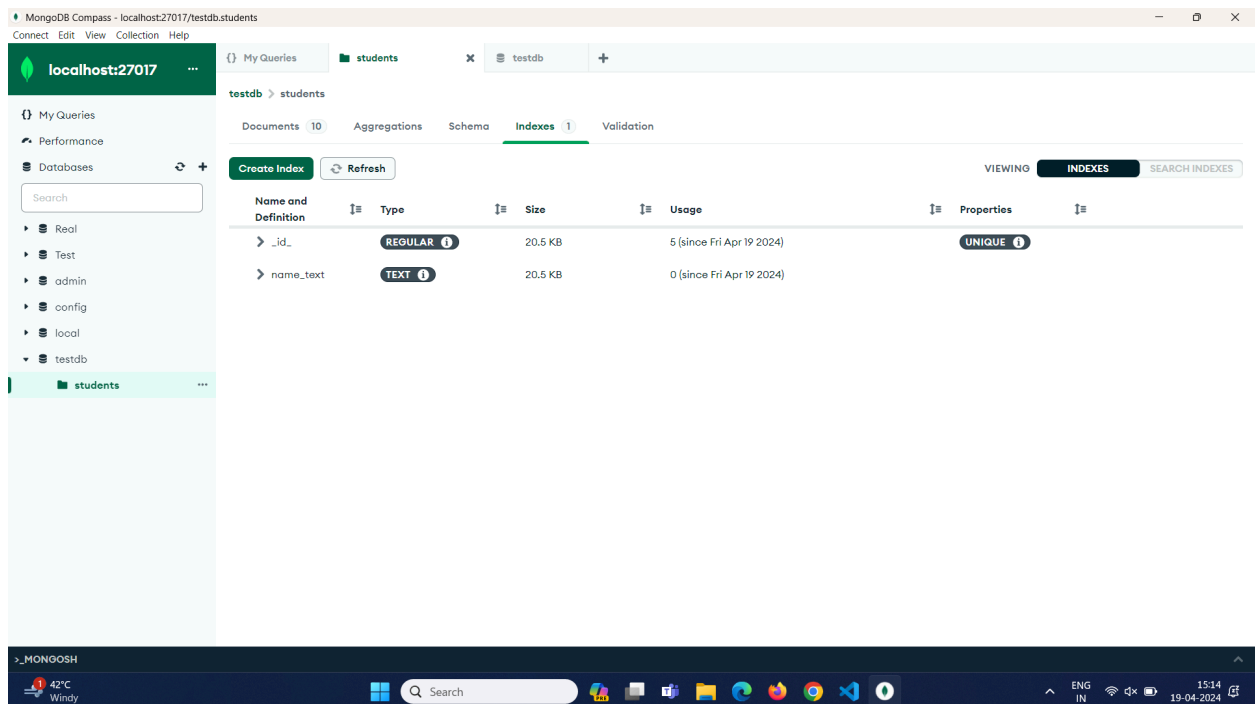 MongoDB Compass - localhost:27017/testdb.students
Connect Edit View Collection Help
localhost:27017 ...
{} My Queries
students
testdb
testdb > students
My Queries
Performance
Databases
Search
Real
Test
admin
config
local
testdb
students
Documents 10 Aggregations Schema Indexes 1 Validation
Create Index Refresh VIEWING INDEXES SEARCH INDEXES
Name and Definition Type Size Usage Properties
_id_ REGULAR 20.5 KB 5 (since Fri Apr 19 2024) UNIQUE
name_text TEXT 20.5 KB 0 (since Fri Apr 19 2024)
>_MONGOSH
1 42°C Windy
Search
PRE
ENG IN
15:14
19-04-2024